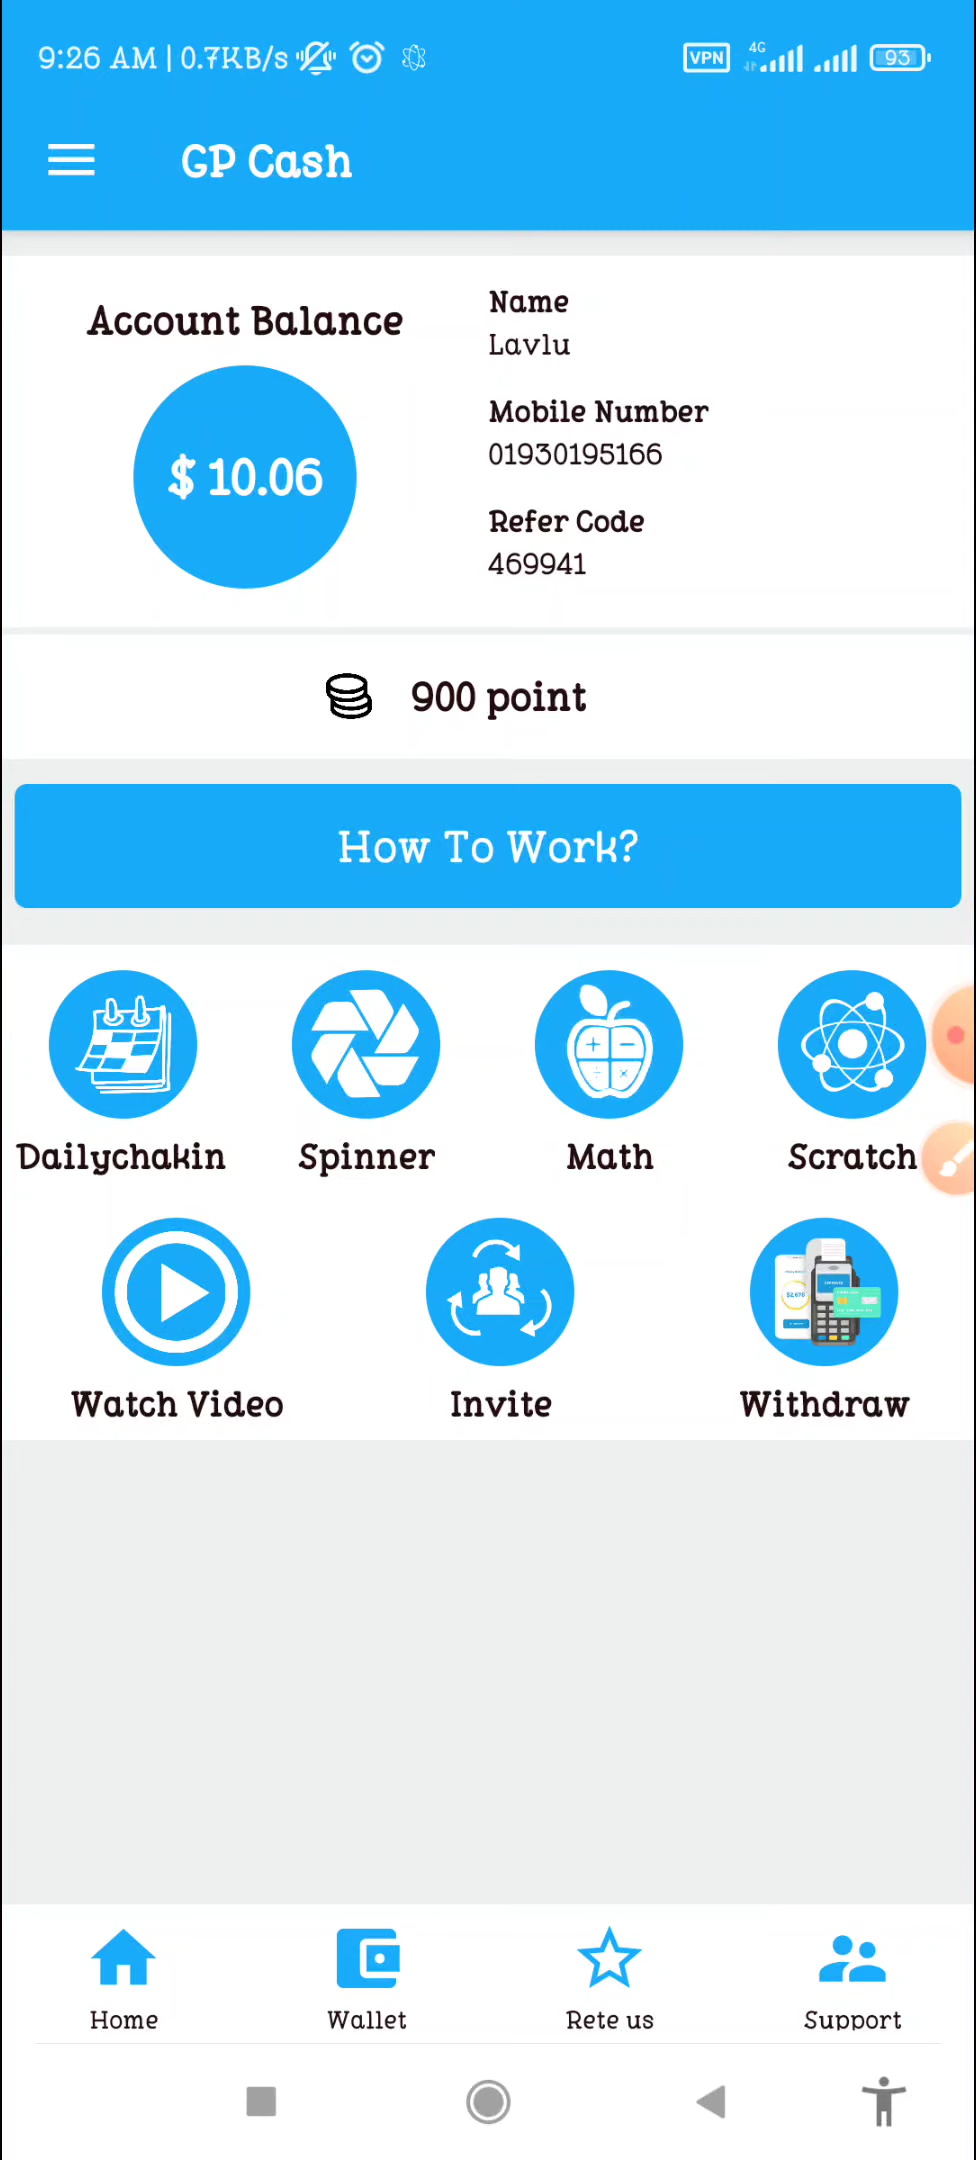 9:26 AM | 0.7KB/s
VPN 4G 93
GP Cash
Account Balance
$ 10.06
Name
Lavlu
Mobile Number
01930195166
Refer Code
469941
900 point
How To Work?
Dailychakin Spinner Math Scratch
Watch Video Invite Withdraw
Home Wallet Rete us Support